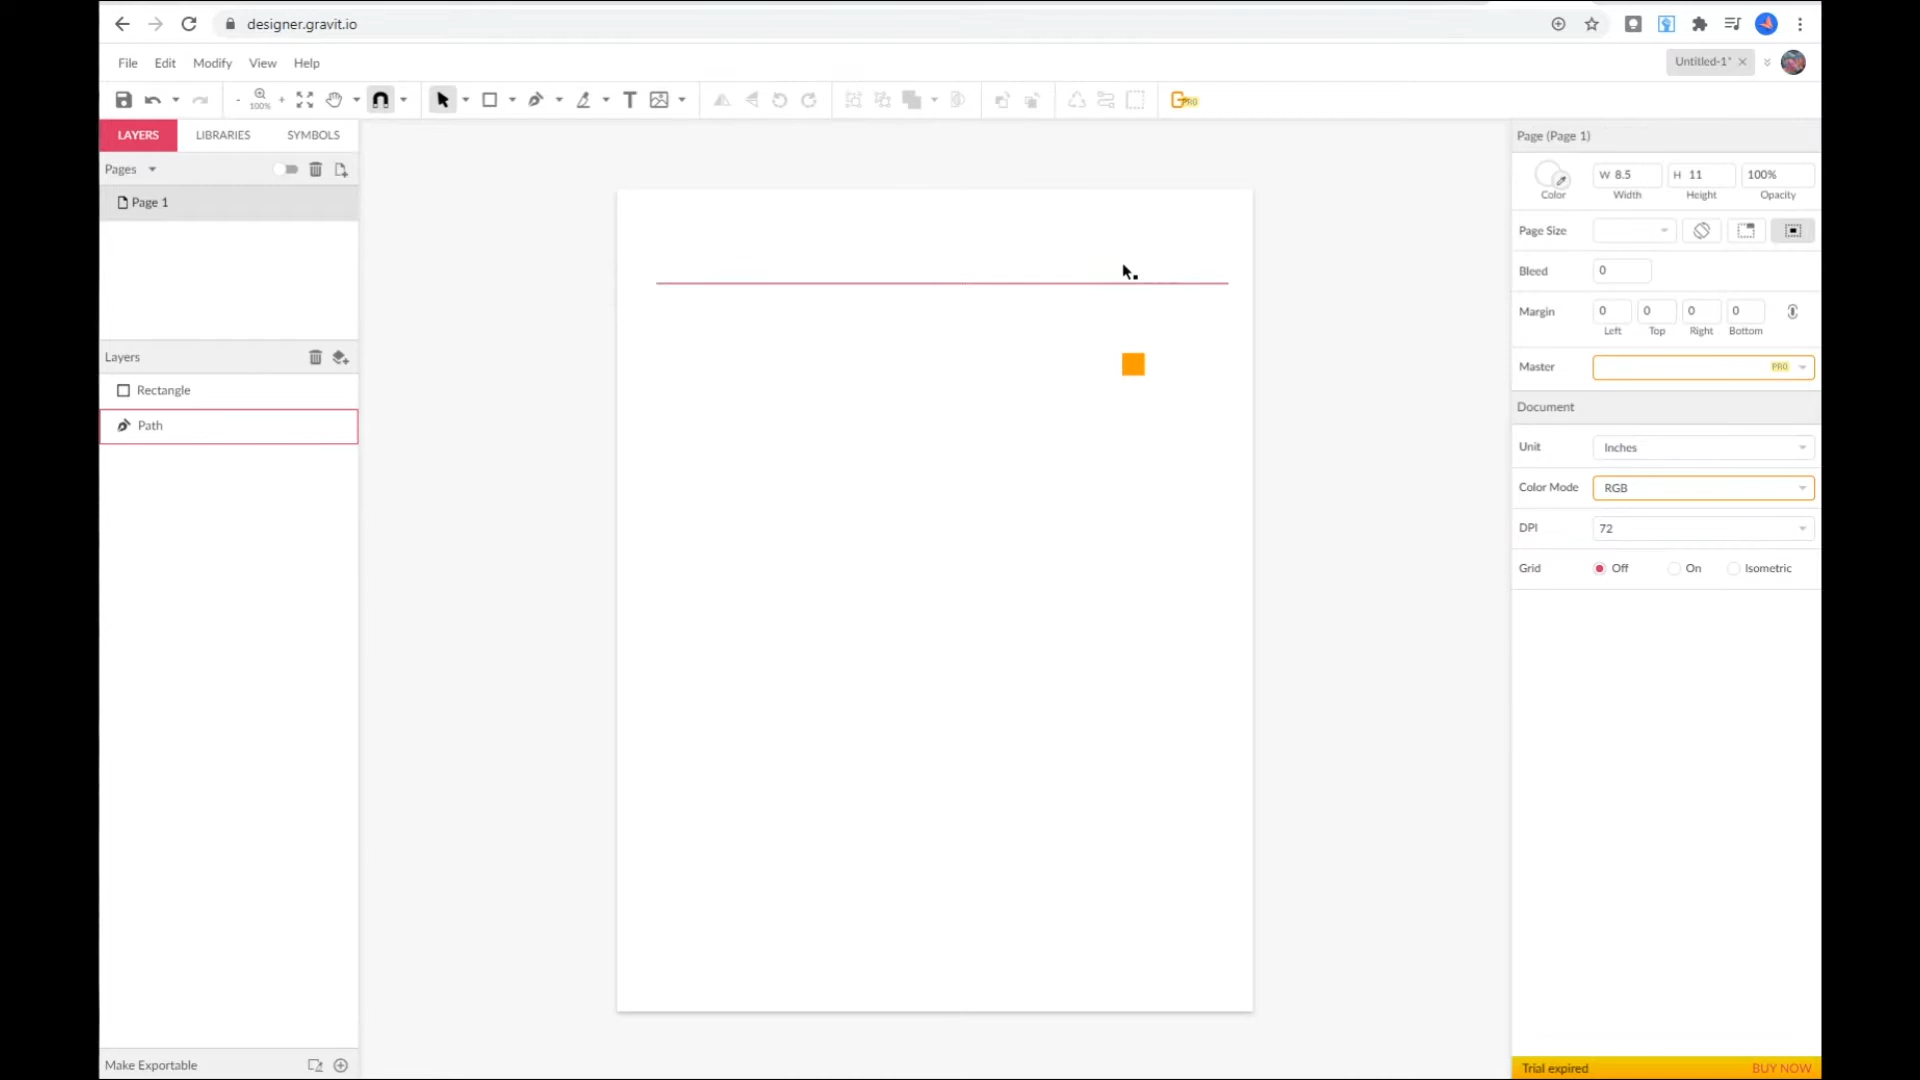 designer.gravit.io
File Edit Modify View Help
Untitled-1*
- 100% +
PRO
LAYERS LIBRARIES SYMBOLS
Pages
Page 1
Layers
Rectangle
Path
Make Exportable
Page (Page 1)
W 8.5 H 11 100%
Color Width Height Opacity
Page Size
Bleed 0
Margin 0 0 0 0
Left Top Right Bottom
Master PRO
Document
Unit Inches
Color Mode RGB
DPI 72
Grid Off On Isometric
Trial expired BUY NOW